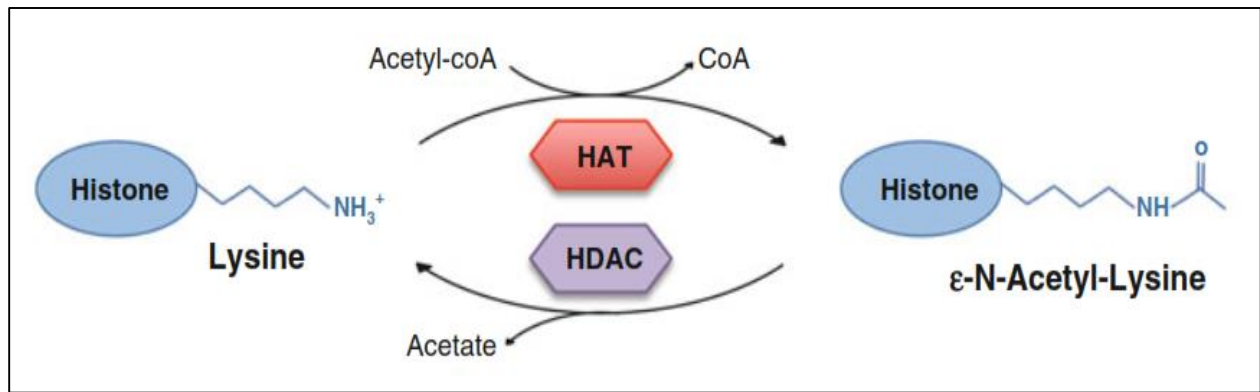 Acetyl-coA
CoA
HAT
Histone
NH₃⁺
Lysine
HDAC
Acetate
Histone
NH
O
ε-N-Acetyl-Lysine